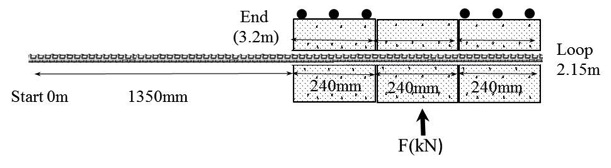 End
(3.2m)
Loop
2.15m
240mm 240mm 240mm
Start 0m 1350mm
F(kN)